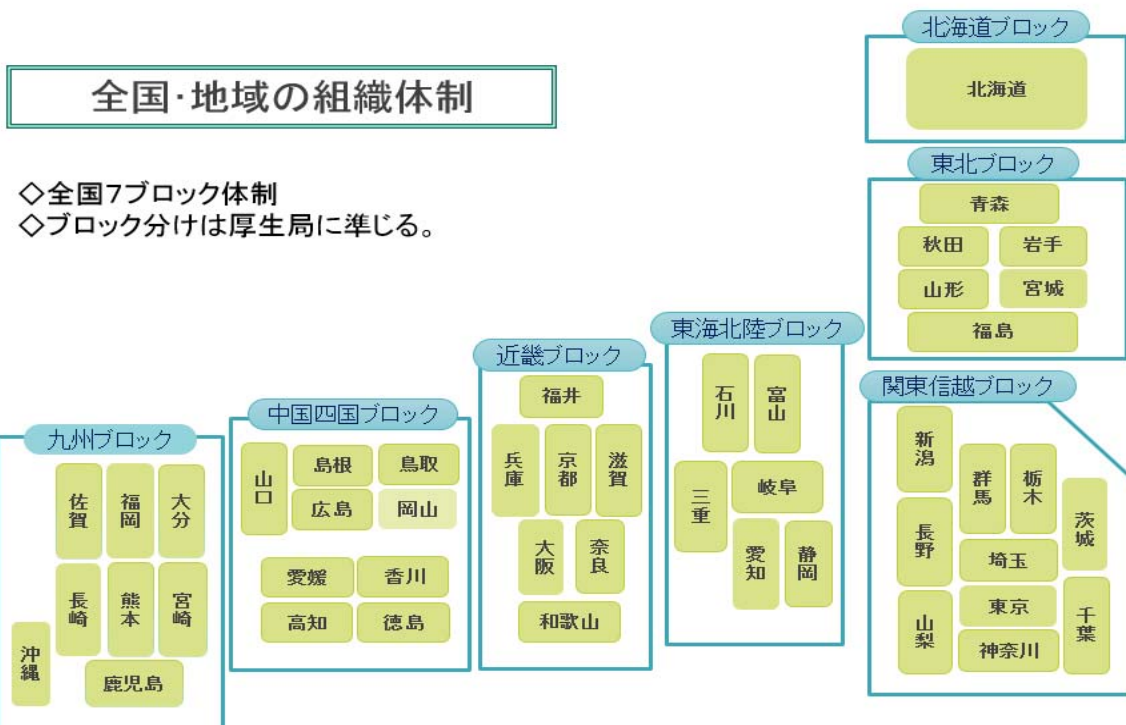 全国･地域の組織体制
◇全国7ブロック体制
◇ブロック分けは厚生局に準じる。
北海道ブロック
北海道
東北ブロック
青森
秋田
岩手
山形
宮城
福島
関東信越ブロック
新潟
群馬
栃木
茨城
長野
埼玉
東京
千葉
山梨
神奈川
東海北陸ブロック
石川
富山
三重
岐阜
愛知
静岡
近畿ブロック
福井
兵庫
京都
滋賀
大阪
奈良
和歌山
中国四国ブロック
山口
島根
鳥取
広島
岡山
愛媛
香川
高知
徳島
九州ブロック
佐賀
福岡
大分
長崎
熊本
宮崎
沖縄
鹿児島